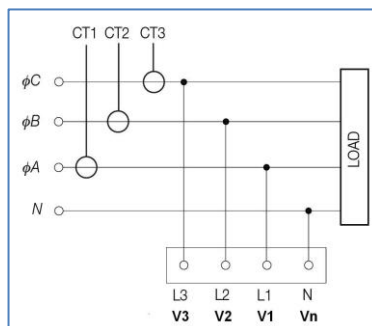 CT1 CT2 CT3
ϕC
ϕB
ϕA
N
LOAD
L3 L2 L1 N
V3 V2 V1 Vn